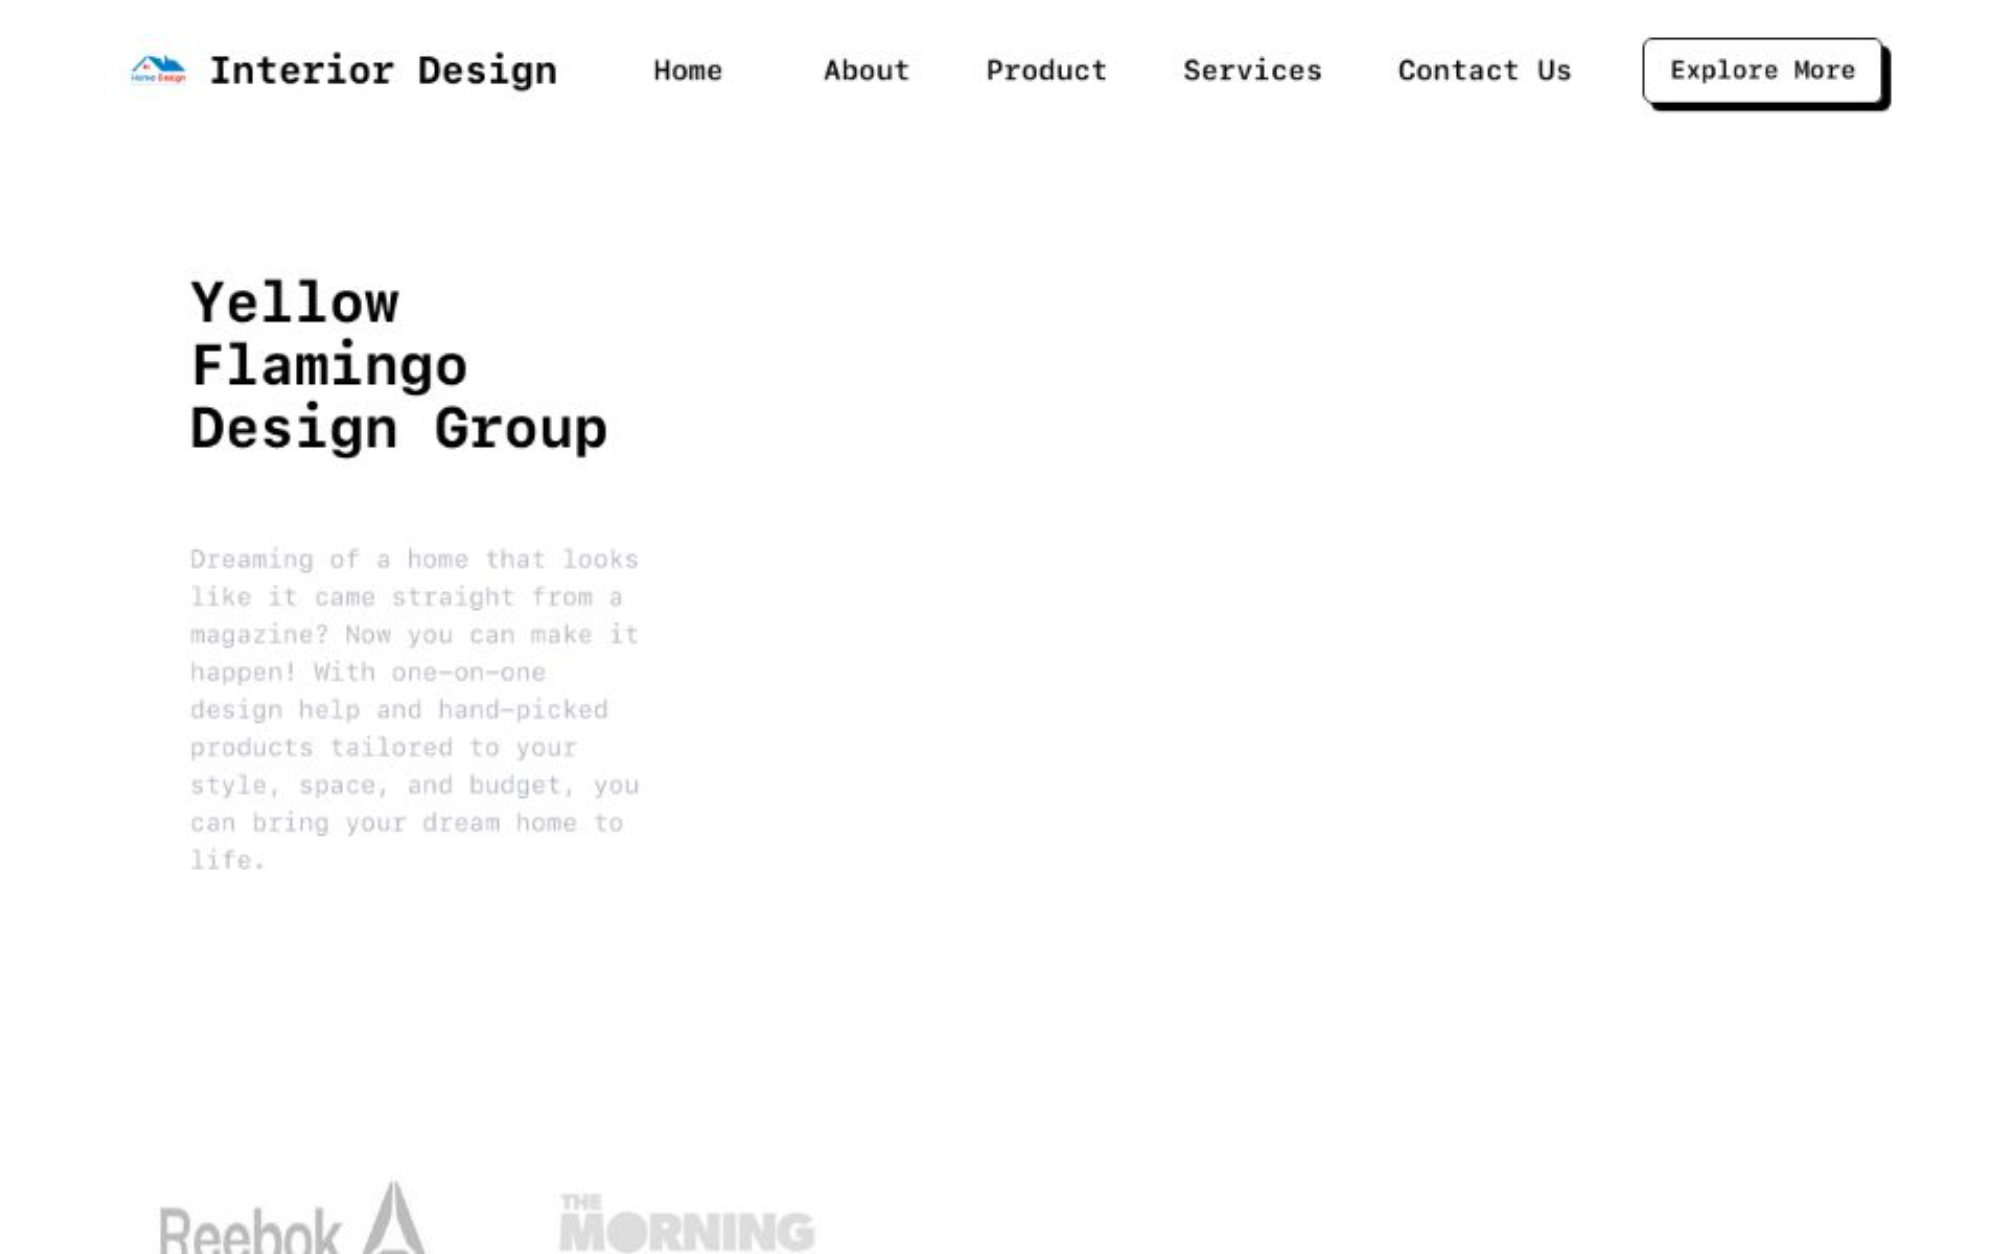 Home Design
Interior Design
Home
About
Product
Services
Contact Us
Explore More
Yellow
Flamingo
Design Group
Dreaming of a home that looks
like it came straight from a
magazine? Now you can make it
happen! With one-on-one
design help and hand-picked
products tailored to your
style, space, and budget, you
can bring your dream home to
life.
Reebok
THE
MORNING